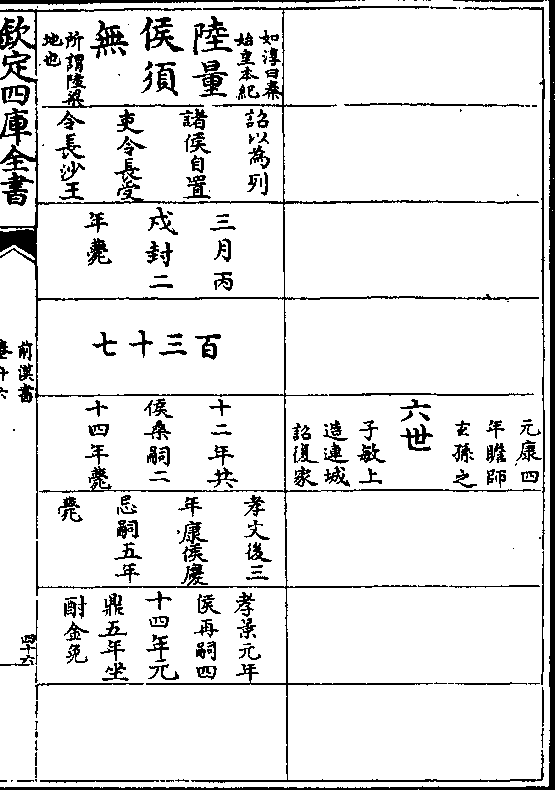 元康四
年瞻師
玄孫之
六世
子敏上
造連城
詔復家
如淳曰秦
始皇本紀
陸量
侯須
無
所謂陸梁
地也
詔以為列
諸侯自置
吏令長受
令長沙王
三月丙
戌封二
年薨
百三十七
十二年共
侯桑嗣二
十四年薨
孝文後三
年康侯慶
忌嗣五年
薨
孝景元年
侯再嗣四
十四年元
鼎五年坐
酎金免
欽定四庫全書
前漢書
卷十六
四十六